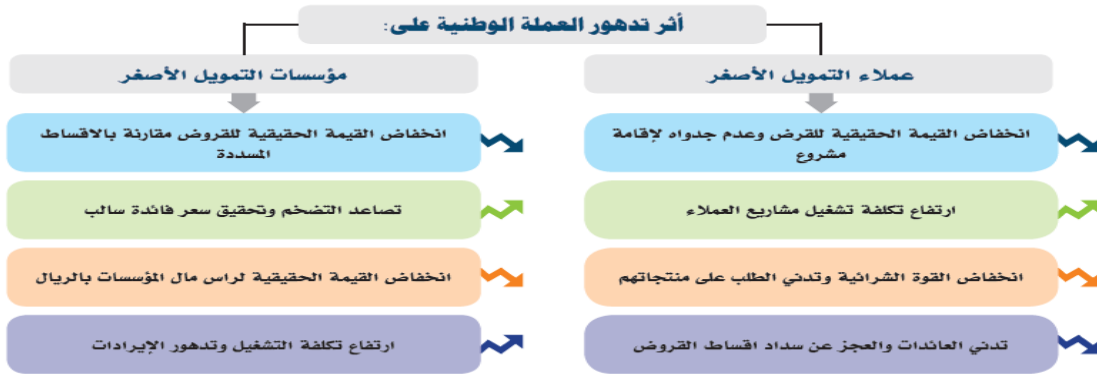 أثر تدهور العملة الوطنية على:
عملاء التمويل الأصغر
انخفاض القيمة الحقيقية للقرض وعدم جدواه لإقامة
مشروع
ارتفاع تكلفة تشغيل مشاريع العملاء
انخفاض القوة الشرائية وتدني الطلب على منتجاتهم
تدني العائدات والعجز عن سداد اقساط القروض
مؤسسات التمويل الأصغر
انخفاض القيمة الحقيقية للقروض مقارنة بالاقساط
المسددة
تصاعد التضخم وتحقيق سعر فائدة سالب
انخفاض القيمة الحقيقية لراس مال المؤسسات بالريال
ارتفاع تكلفة التشغيل وتدهور الإيرادات